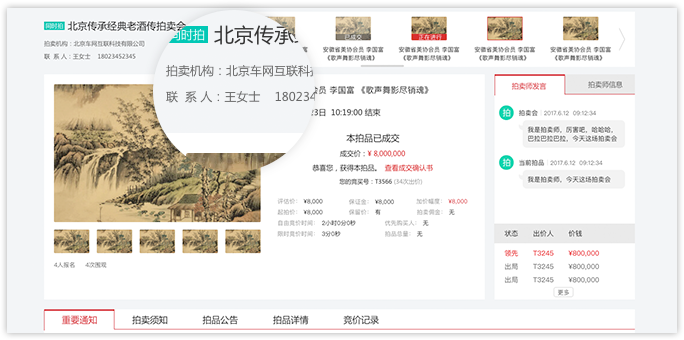 同时拍 北京传承经典老酒传拍卖会
拍卖机构：北京车网互联科技有限公司
联 系 人：王女士 18023452345
同时拍 北京传承
拍卖机构：北京车网互联科技
联 系 人：王女士 180234
已成交
正在进行
安徽省美协会员 李国富
《歌声舞影尽销魂》
安徽省美协会员 李国富
《歌声舞影尽销魂》
安徽省美协会员 李国富
《歌声舞影尽销魂》
安徽省美协会员 李国富
《歌声舞影尽销魂》
会员 李国富 《歌声舞影尽销魂》
3日 10:19:00 结束
本拍品已成交
成交价：¥ 8,000,000
恭喜您，获得本拍品。 查看成交确认书
您的竞买号：T3566 (34次出价)
评估价： ¥8,000 保证金： ¥8,000 加价幅度： ¥8,000
起拍价： ¥8,000 保留价： 有 拍卖佣金： 无
自由竞价时间： 2小时0分0秒 优先购买人： 无
限时竞价时间： 3分0秒 拍品总量： 无
4人报名 4次围观
拍卖师发言 拍卖师信息
拍 拍卖会 2017.6.12 09:12:34
我是拍卖师，厉害吧，哈哈哈，
巴拉巴拉巴拉，今天这场拍卖会
拍 当前拍品 2017.6.12 09:12:34
我是拍卖师，今天这场拍卖会
状态 出价人 价钱
领先 T3245 ¥800,000
出局 T3245 ¥800,000
出局 T3245 ¥800,000
更多
重要通知 拍卖须知 拍品公告 拍品详情 竞价记录